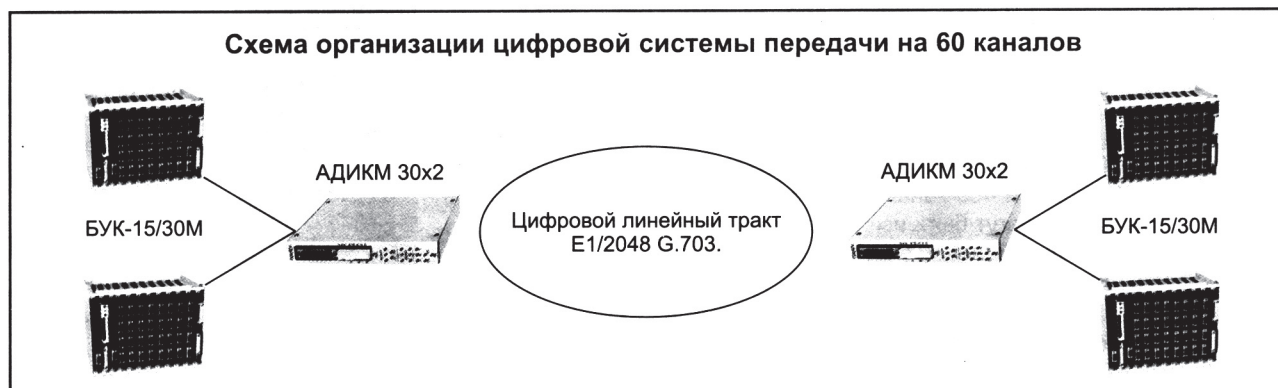 Схема организации цифровой системы передачи на 60 каналов
АДИКМ 30х2
АДИКМ 30х2
БУК-15/30М
Цифровой линейный тракт
Е1/2048 G.703.
БУК-15/30М